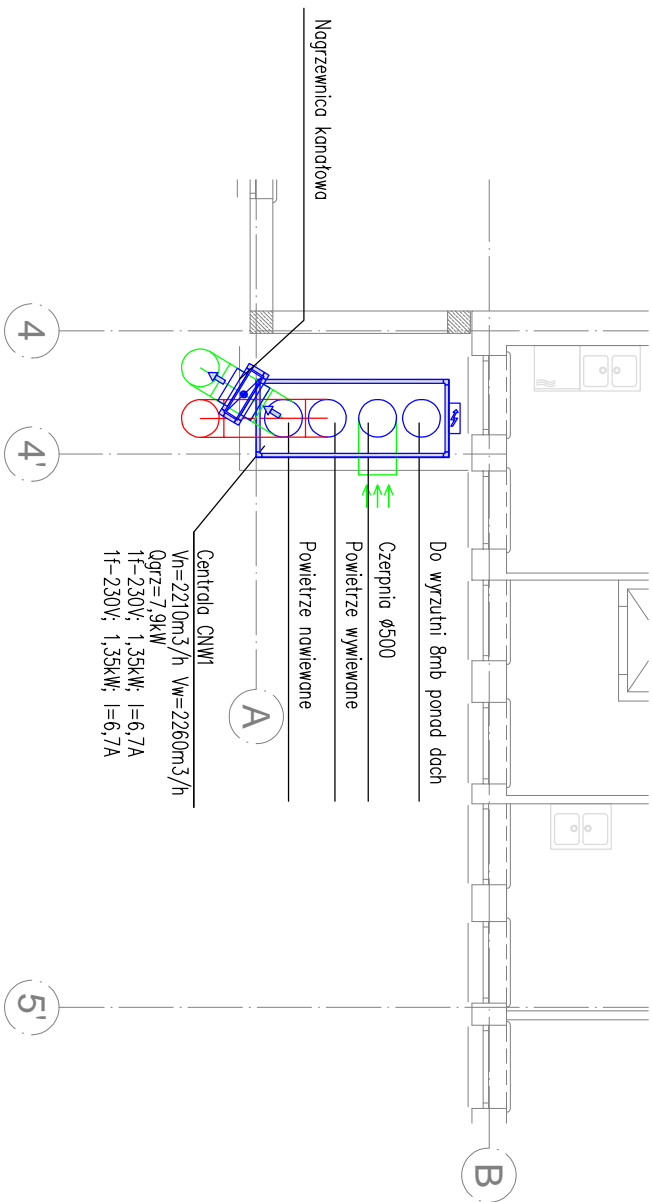 Nagrzewnica kanałowa
Do wyrzutni 8mb ponad dach
Czerpnia ø500
Powietrze wywiewane
Powietrze nawiewane
Centrala CNW1
Vn=2210m3/h Vw=2260m3/h
Qgrz=7,9kW
1f-230V; 1,35kW; I=6,7A
1f-230V; 1,35kW; I=6,7A
4
4'
5'
A
B